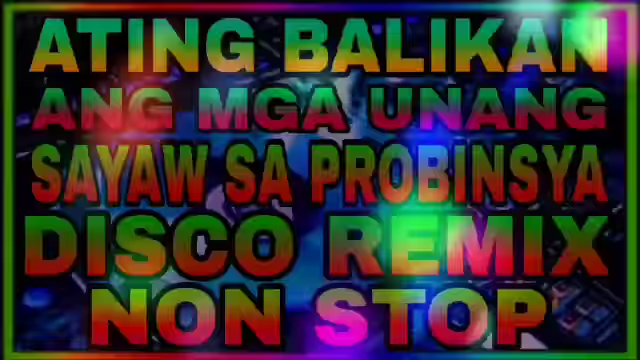 ATING BALIKAN
ANG MGA UNANG
SAYAW SA PROBINSYA
DISCO REMIX
NON STOP